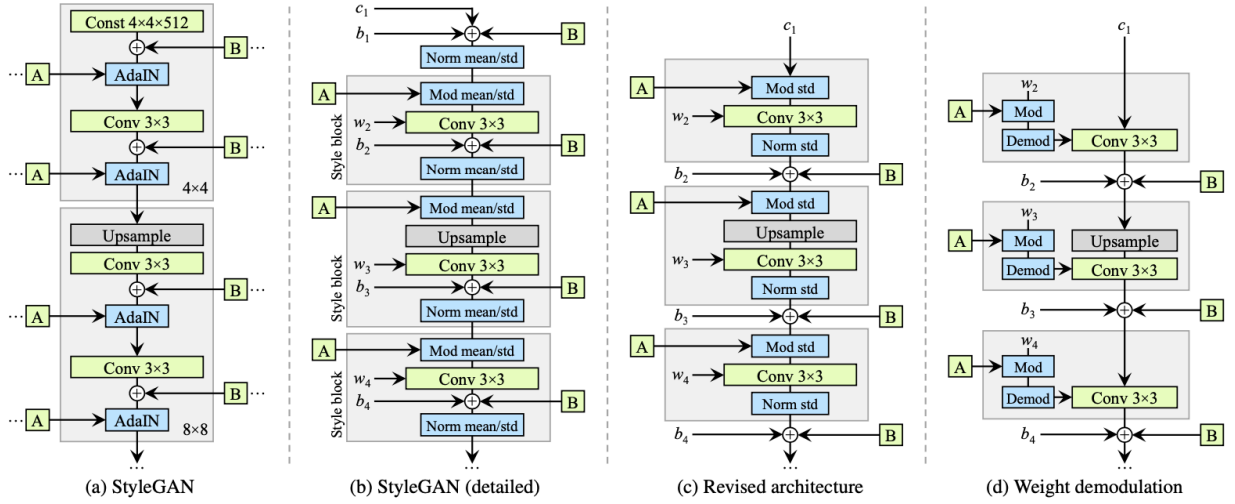 Const 4×4×512
B ...
... A
AdaIN
Conv 3×3
B ...
... A
AdaIN
4×4
Upsample
Conv 3×3
B ...
... A
AdaIN
Conv 3×3
B ...
... A
AdaIN
8×8
...
(a) StyleGAN
c1
b1
B
Norm mean/std
A
Mod mean/std
w2
Conv 3×3
b2
B
Norm mean/std
Style block
A
Mod mean/std
Upsample
w3
Conv 3×3
b3
B
Norm mean/std
Style block
A
Mod mean/std
w4
Conv 3×3
b4
B
Norm mean/std
Style block
...
(b) StyleGAN (detailed)
c1
A
Mod std
w2
Conv 3×3
Norm std
b2
B
A
Mod std
Upsample
w3
Conv 3×3
Norm std
b3
B
A
Mod std
w4
Conv 3×3
Norm std
b4
B
...
(c) Revised architecture
c1
w2
A
Mod
Demod
Conv 3×3
b2
B
w3
A
Mod
Upsample
Demod
Conv 3×3
b3
B
w4
A
Mod
Demod
Conv 3×3
b4
B
...
(d) Weight demodulation